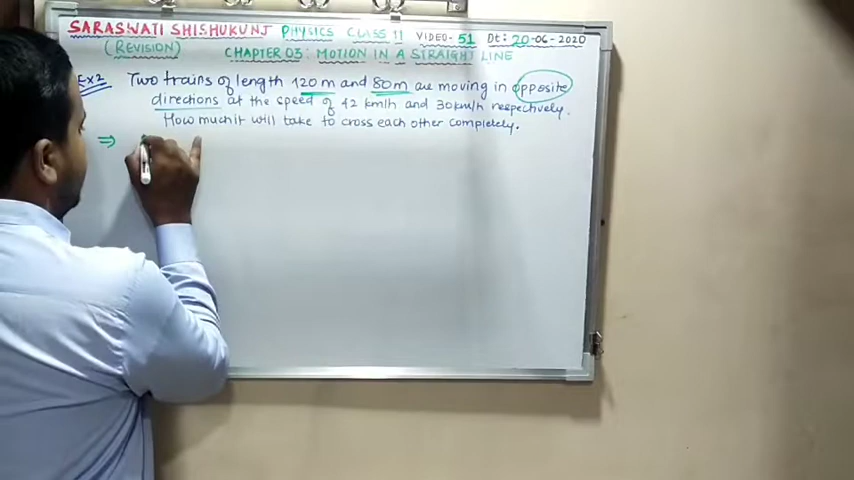 SARASWATI SHISHUKUNJ PHYSICS CLASS 11 VIDEO-51 Dt: 20-06-2020
(REVISION) CHAPTER 03: MOTION IN A STRAIGHT LINE
Ex2 Two trains of length 120 m and 80m are moving in opposite
directions at the speed of 42 km/h and 30km/h respectively.
How much it will take to cross each other completely.
⇒